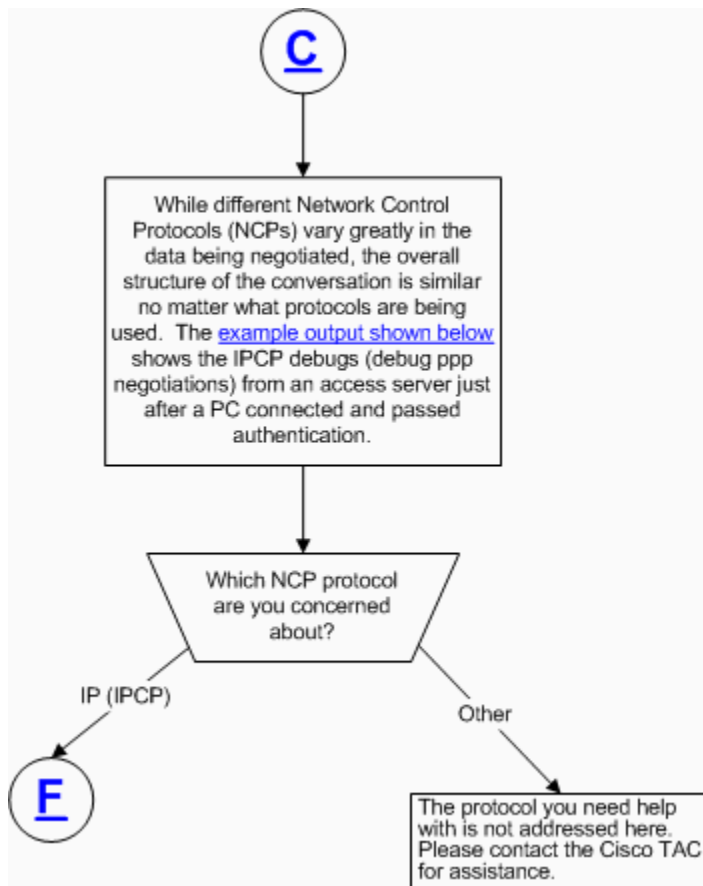 C
While different Network Control
Protocols (NCPs) vary greatly in the
data being negotiated, the overall
structure of the conversation is similar
no matter what protocols are being
used. The example output shown below
shows the IPCP debugs (debug ppp
negotiations) from an access server just
after a PC connected and passed
authentication.
Which NCP protocol
are you concerned
about?
IP (IPCP)
Other
F
The protocol you need help
with is not addressed here.
Please contact the Cisco TAC
for assistance.